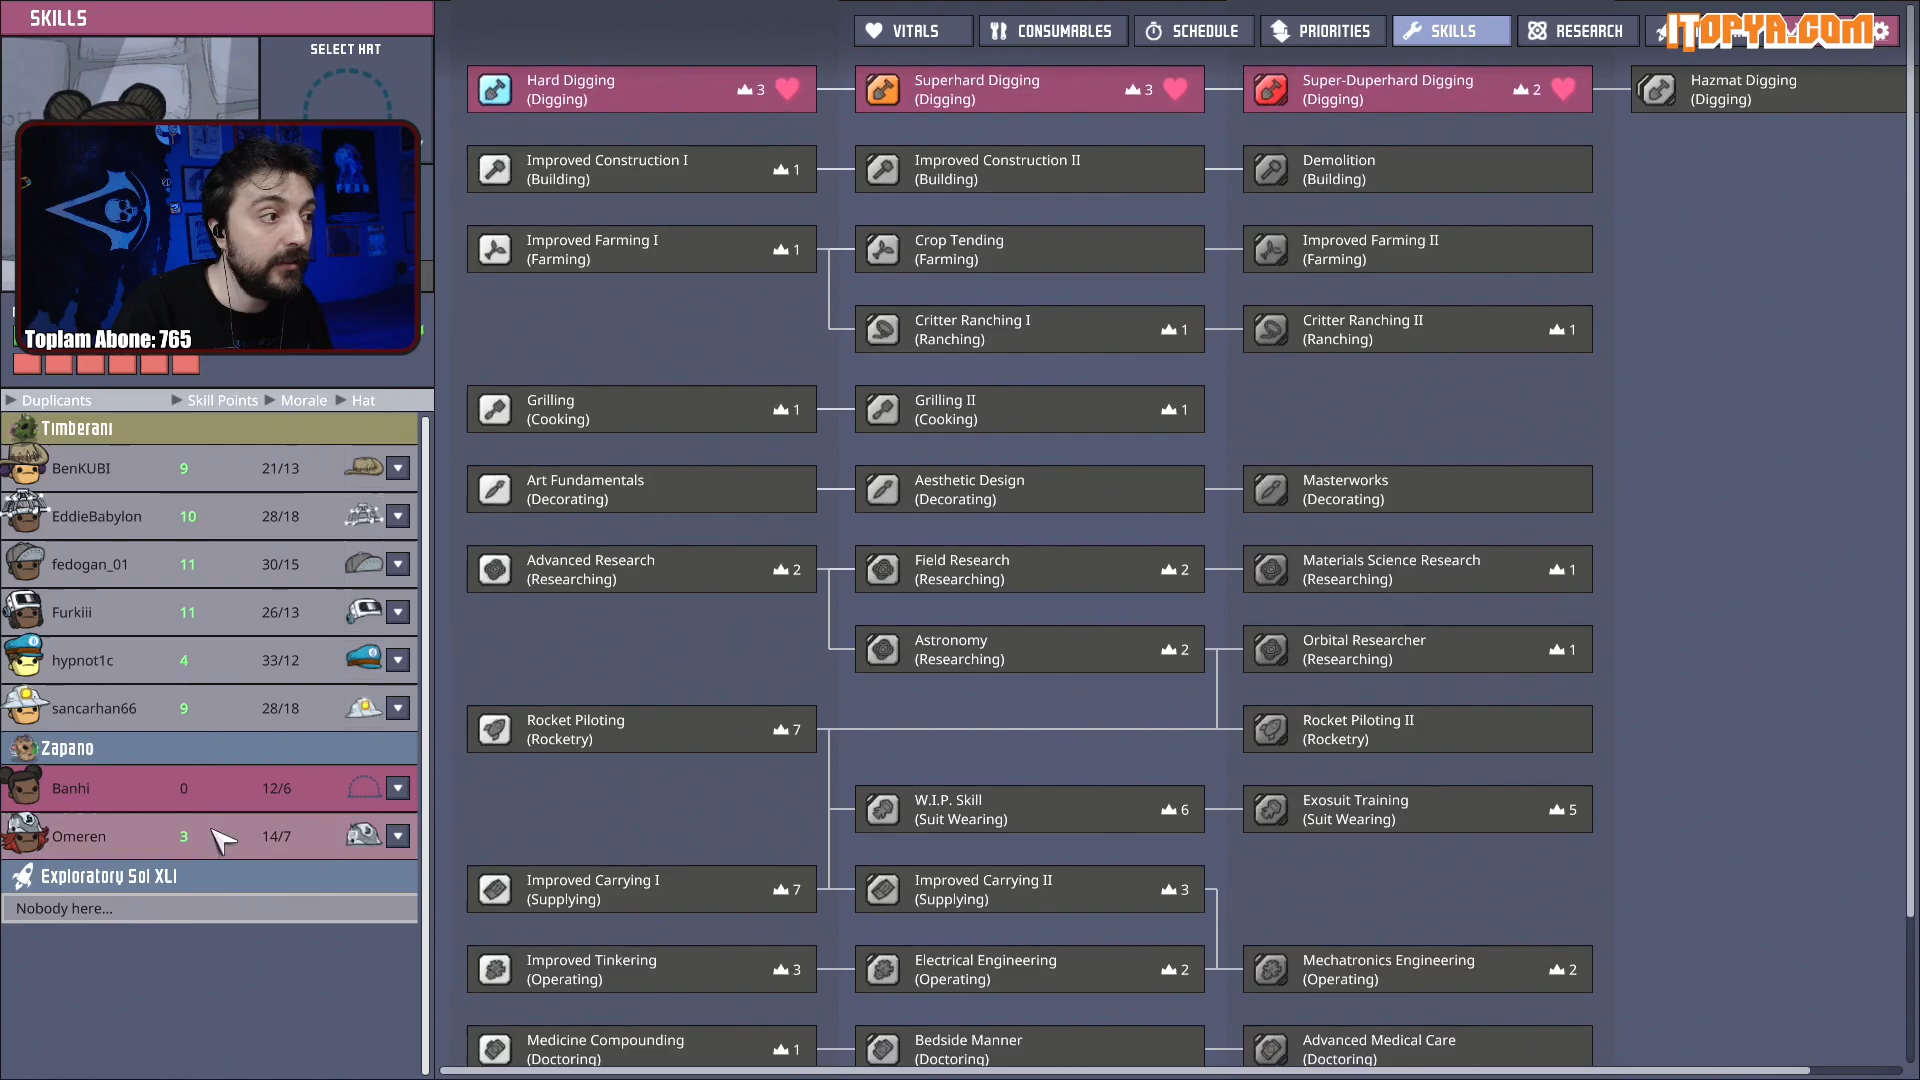 SKILLS
SELECT HAT
VITALS
CONSUMABLES
SCHEDULE
PRIORITIES
SKILLS
RESEARCH
ITOPYA.COM
Hard Digging
(Digging)
3
Superhard Digging
(Digging)
3
Super-Duperhard Digging
(Digging)
2
Hazmat Digging
(Digging)
Improved Construction I
(Building)
1
Improved Construction II
(Building)
Demolition
(Building)
Improved Farming I
(Farming)
1
Crop Tending
(Farming)
Improved Farming II
(Farming)
Critter Ranching I
(Ranching)
1
Critter Ranching II
(Ranching)
1
Toplam Abone: 765
Grilling
(Cooking)
1
Grilling II
(Cooking)
1
Art Fundamentals
(Decorating)
Aesthetic Design
(Decorating)
Masterworks
(Decorating)
Advanced Research
(Researching)
2
Field Research
(Researching)
2
Materials Science Research
(Researching)
1
Astronomy
(Researching)
2
Orbital Researcher
(Researching)
1
Rocket Piloting
(Rocketry)
7
Rocket Piloting II
(Rocketry)
W.I.P. Skill
(Suit Wearing)
6
Exosuit Training
(Suit Wearing)
5
Improved Carrying I
(Supplying)
7
Improved Carrying II
(Supplying)
3
Improved Tinkering
(Operating)
3
Electrical Engineering
(Operating)
2
Mechatronics Engineering
(Operating)
2
Medicine Compounding
(Doctoring)
1
Bedside Manner
(Doctoring)
Advanced Medical Care
(Doctoring)
Duplicants Skill Points Morale Hat
Timberani
BenKUBI 9 21/13
EddieBabylon 10 28/18
fedogan_01 11 30/15
Furkiii 11 26/13
hypnot1c 4 33/12
sancarhan66 9 28/18
Zapano
Banhi 0 12/6
Omeren 3 14/7
Exploratory Sol XLI
Nobody here...